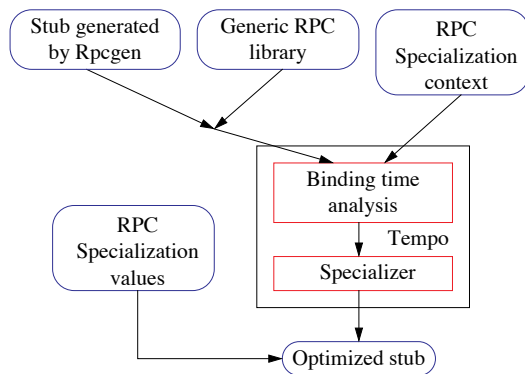 Stub generated
by Rpcgen
Generic RPC
library
RPC
Specialization
context
Binding time
analysis
Tempo
RPC
Specialization
values
Specializer
Optimized stub